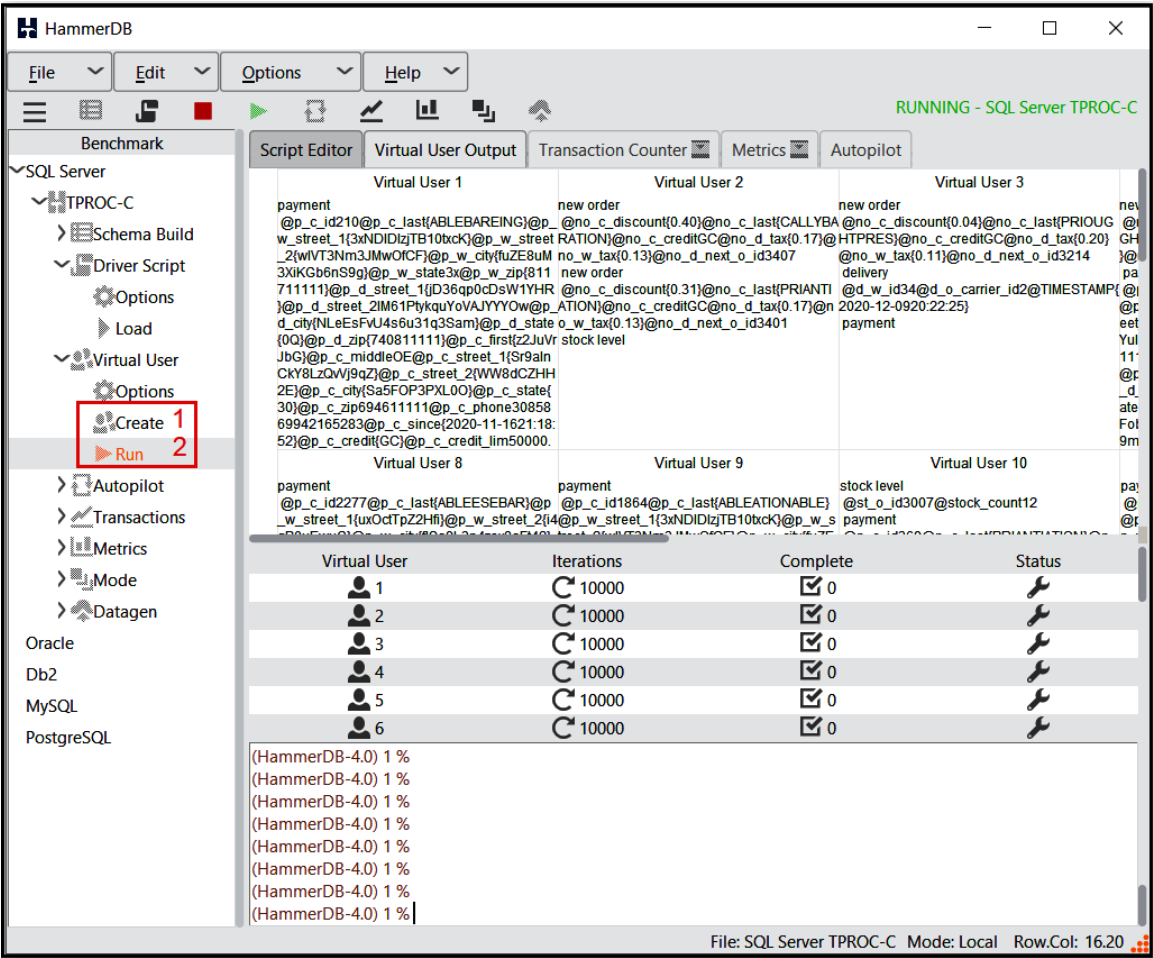 HammerDB
File Edit Options Help
RUNNING - SQL Server TPROC-C
Benchmark
SQL Server
TPROC-C
Schema Build
Driver Script
Options
Load
Virtual User
Options
Create 1
Run 2
Autopilot
Transactions
Metrics
Mode
Datagen
Oracle
Db2
MySQL
PostgreSQL
Script Editor Virtual User Output Transaction Counter Metrics Autopilot
Virtual User 1
payment
@p_c_id210@p_c_last{ABLEBAREING}@p_
w_street_1{3xNDIDIzjTB10txcK}@p_w_street
_2{wIVT3Nm3JMwOfCF}@p_w_city{fuZE8uM
3XiKGb6nS9g}@p_w_state3x@p_w_zip{811
711111}@p_d_street_1{jD36qp0cDsW1YHR
}@p_d_street_2IM61PtykquYoVAJYYYOw@p_
d_city{NLeEsFvU4s6u31q3Sam}@p_d_state
{0Q}@p_d_zip{740811111}@p_c_first{z2JuVr
JbG}@p_c_middleOE@p_c_street_1{Sr9aIn
CkY8LzQvVj9qZ}@p_c_street_2{WW8dCZHH
2E}@p_c_city{Sa5FOP3PXL0O}@p_c_state{
30}@p_c_zip694611111@p_c_phone30858
69942165283@p_c_since{2020-11-1621:18:
52}@p_c_credit{GC}@p_c_credit_lim50000.
Virtual User 2
new order
@no_c_discount{0.40}@no_c_last{CALLYBA
RATION}@no_c_creditGC@no_d_tax{0.17}@
no_w_tax{0.13}@no_d_next_o_id3407
new order
@no_c_discount{0.31}@no_c_last{PRIANTI
ATION}@no_c_creditGC@no_d_tax{0.17}@n
o_w_tax{0.13}@no_d_next_o_id3401
stock level
Virtual User 3
new order
@no_c_discount{0.04}@no_c_last{PRIOUG
HTPRES}@no_c_creditGC@no_d_tax{0.20}
@no_w_tax{0.11}@no_d_next_o_id3214
delivery
@d_w_id34@d_o_carrier_id2@TIMESTAMP{
2020-12-0920:22:25}
payment
Virtual User 8
payment
@p_c_id2277@p_c_last{ABLEESEBAR}@p
_w_street_1{uxOctTpZ2Hfi}@p_w_street_2{i4
Virtual User 9
payment
@p_c_id1864@p_c_last{ABLEATIONABLE}
@p_w_street_1{3xNDIDIzjTB10txcK}@p_w_s
Virtual User 10
stock level
@st_o_id3007@stock_count12
payment
Virtual User Iterations Complete Status
1 10000 0
2 10000 0
3 10000 0
4 10000 0
5 10000 0
6 10000 0
(HammerDB-4.0) 1 %
(HammerDB-4.0) 1 %
(HammerDB-4.0) 1 %
(HammerDB-4.0) 1 %
(HammerDB-4.0) 1 %
(HammerDB-4.0) 1 %
(HammerDB-4.0) 1 %
(HammerDB-4.0) 1 %
File: SQL Server TPROC-C Mode: Local Row.Col: 16.20